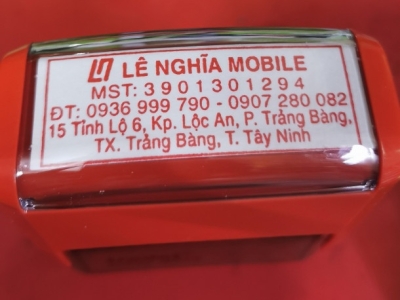 LÊ NGHĨA MOBILE
MST: 3901301294
ĐT: 0936 999 790 - 0907 280 082
15 Tỉnh Lộ 6, Kp. Lộc An, P. Trảng Bàng,
TX. Trảng Bàng, T. Tây Ninh